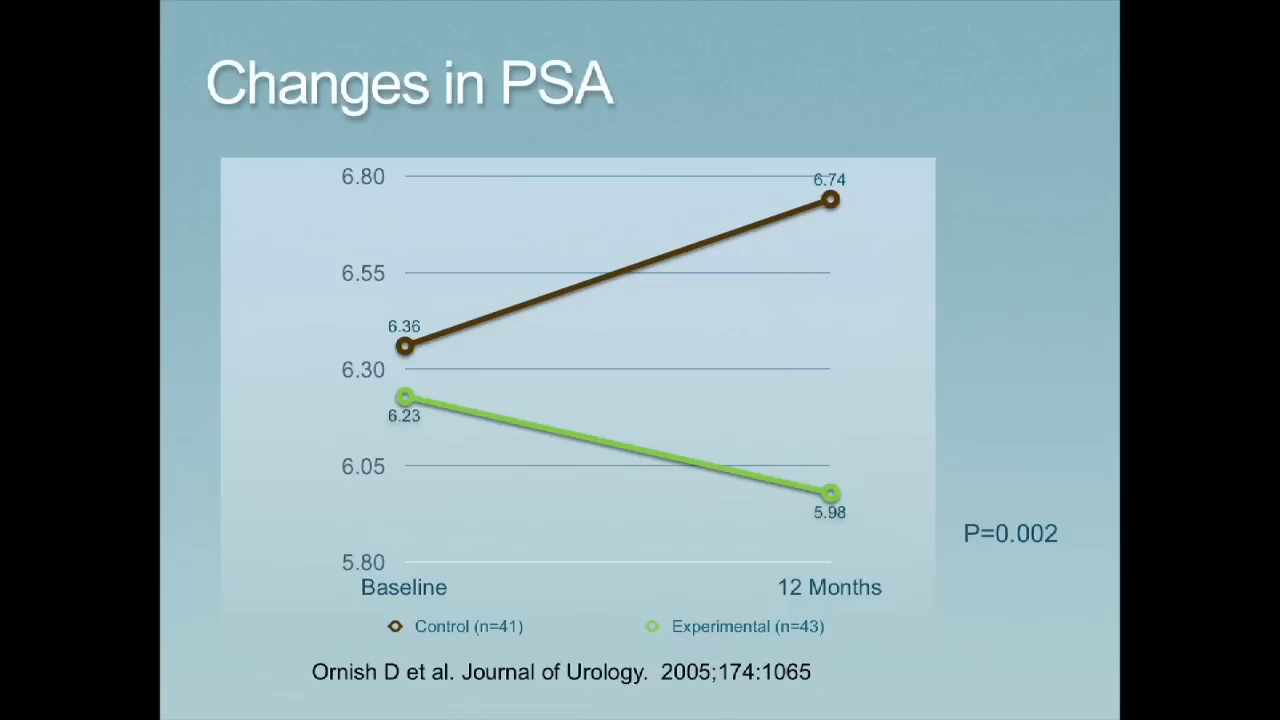 Changes in PSA
6.80
6.74
6.55
6.36
6.30
6.23
6.05
5.98
P=0.002
5.80
Baseline 12 Months
Control (n=41) Experimental (n=43)
Ornish D et al. Journal of Urology. 2005;174:1065